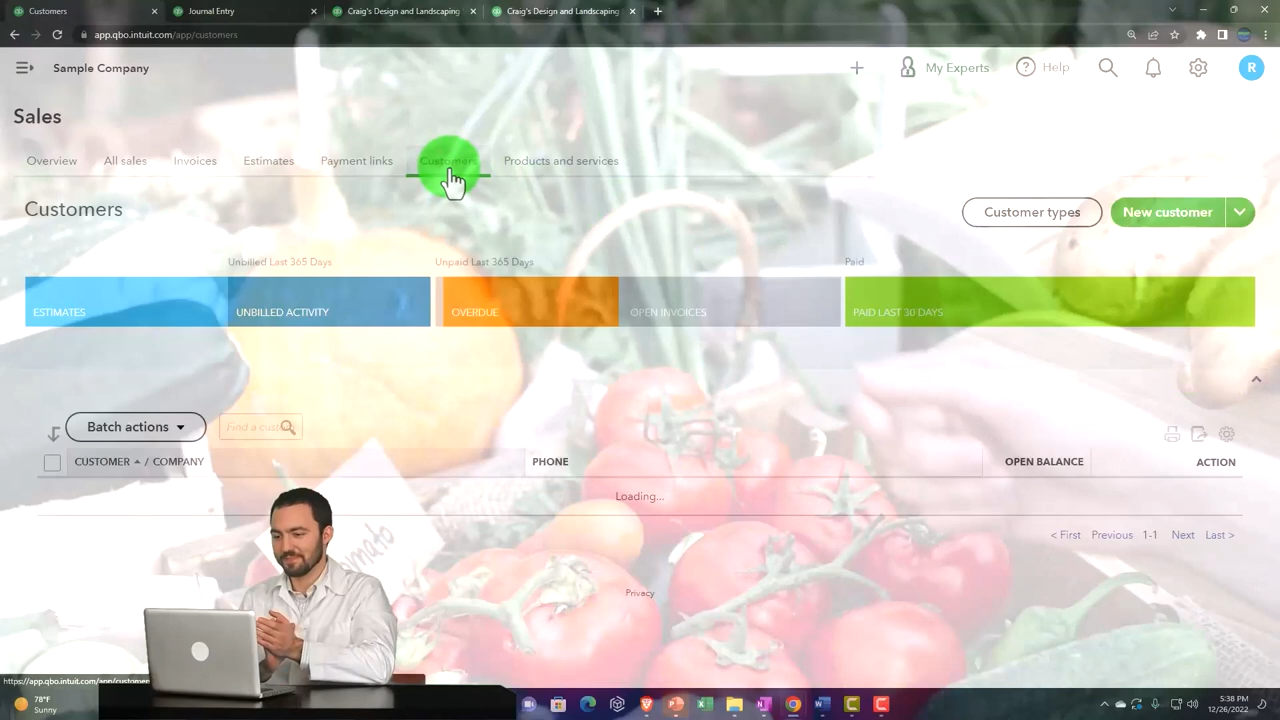 Customers
Journal Entry
Craig's Design and Landscaping
Craig's Design and Landscaping
app.qbo.intuit.com/app/customers
Sample Company
My Experts
Help
R
Sales
Overview
All sales
Invoices
Estimates
Payment links
Customers
Products and services
Customers
Customer types
New customer
Unbilled Last 365 Days
Unpaid Last 365 Days
Paid
ESTIMATES
UNBILLED ACTIVITY
OVERDUE
OPEN INVOICES
PAID LAST 30 DAYS
Batch actions
Find a
CUSTOMER / COMPANY
PHONE
OPEN BALANCE
ACTION
Loading...
< First Previous 1-1 Next Last >
Privacy
https://app.qbo.intuit.com/app/customer
78°F
Sunny
5:38 PM
12/26/2022